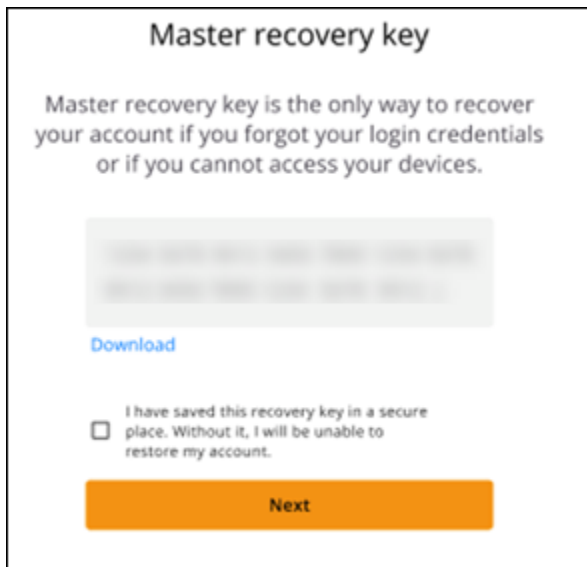 Master recovery key
Master recovery key is the only way to recover
your account if you forgot your login credentials
or if you cannot access your devices.
Download
I have saved this recovery key in a secure
place. Without it, I will be unable to
restore my account.
Next